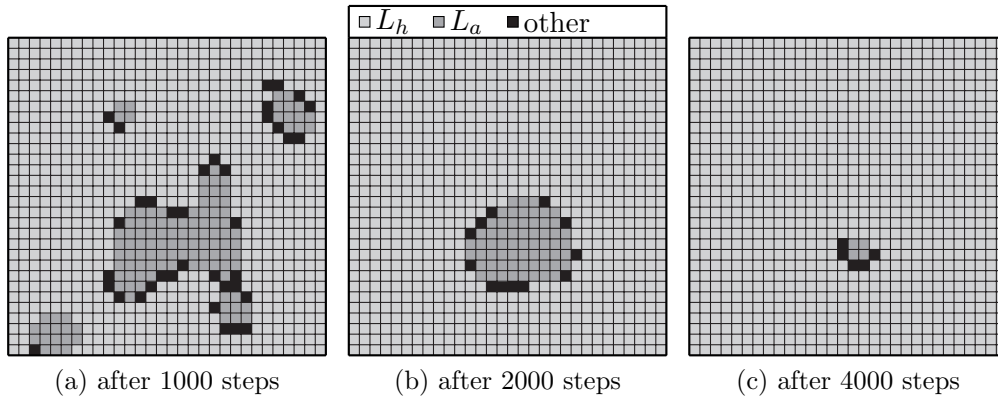 L_h L_a other
(a) after 1000 steps
(b) after 2000 steps
(c) after 4000 steps